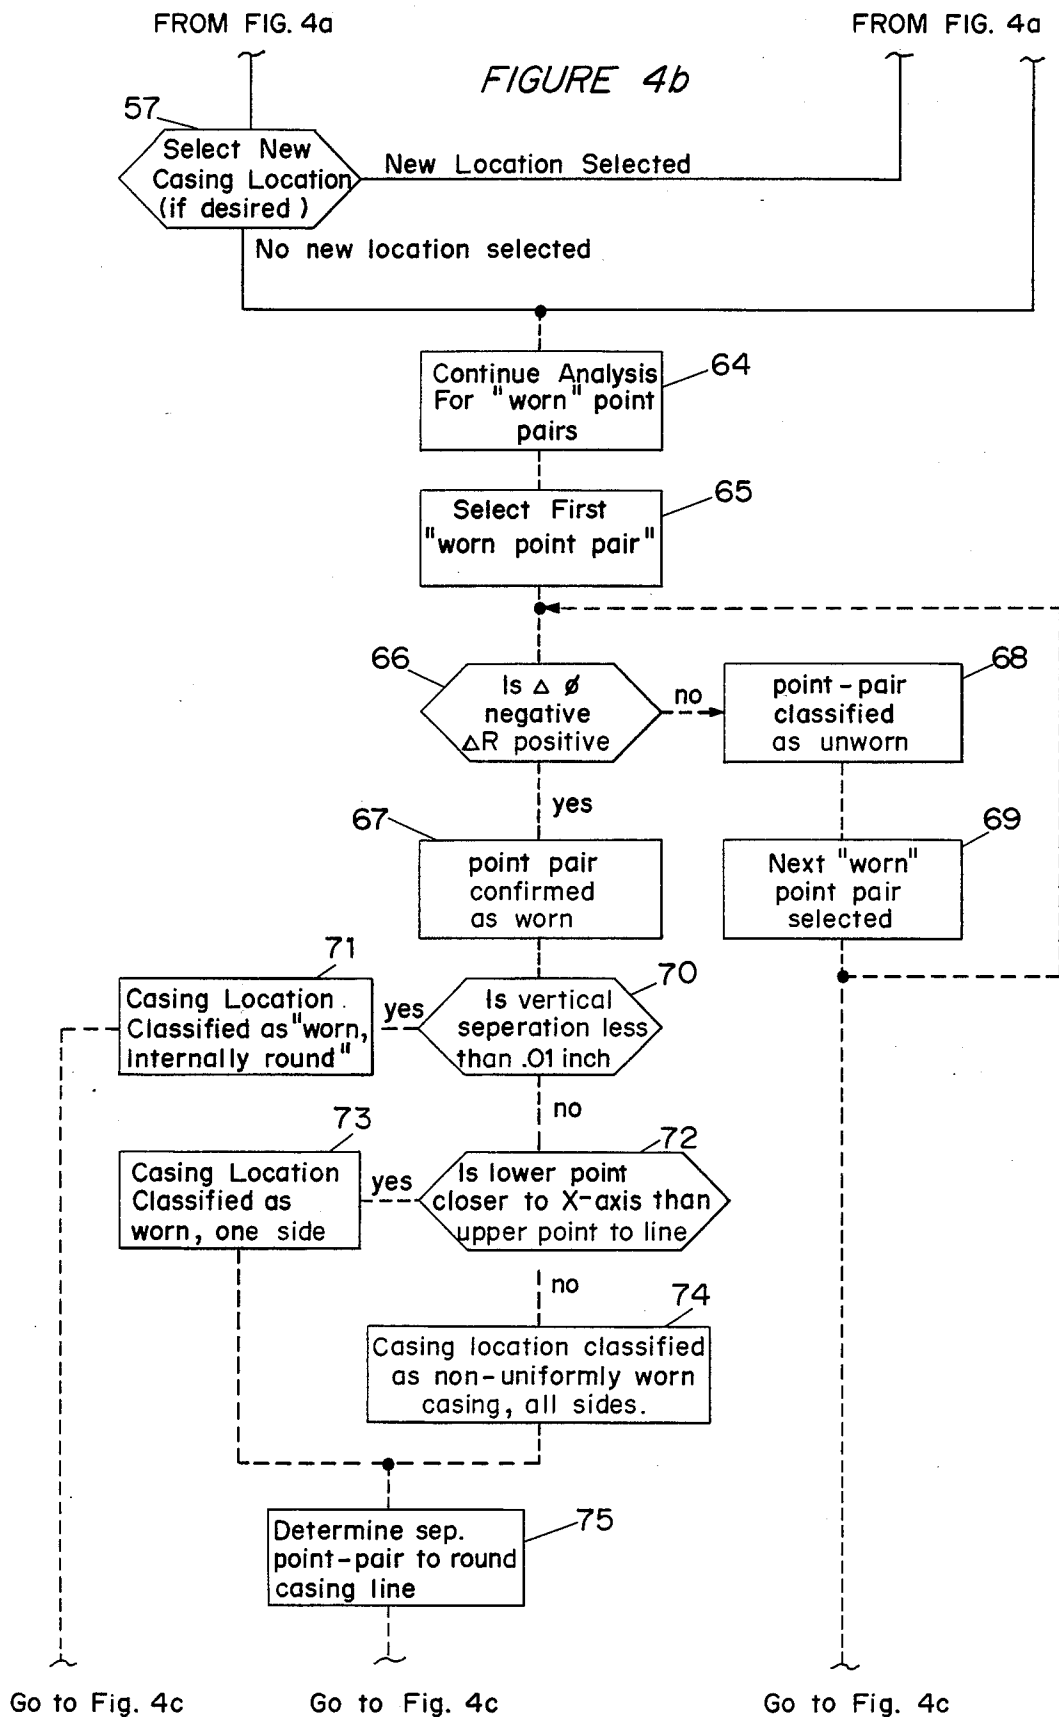 FROM FIG. 4a
FROM FIG. 4a
FIGURE 4b
57
Select New
Casing Location
(if desired)
New Location Selected
No new location selected
64
Continue Analysis
For "worn" point
pairs
65
Select First
"worn point pair"
66
Is △ ø
negative
△R positive
no
68
point-pair
classified
as unworn
yes
67
point pair
confirmed
as worn
69
Next "worn"
point pair
selected
71
Casing Location
Classified as "worn,
Internally round"
yes
70
Is vertical
seperation less
than .01 inch
no
73
Casing Location
Classified as
worn, one side
yes
72
Is lower point
closer to X-axis than
upper point to line
no
74
Casing location classified
as non-uniformly worn
casing, all sides.
75
Determine sep.
point-pair to round
casing line
Go to Fig. 4c
Go to Fig. 4c
Go to Fig. 4c